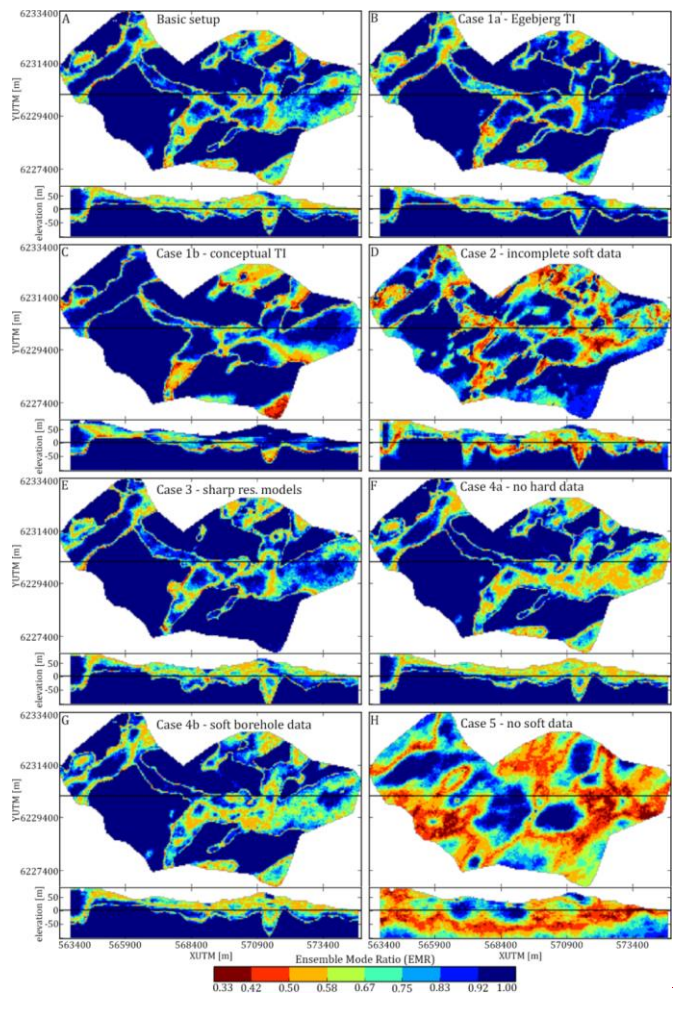 A Basic setup
B Case 1a - Egebjerg TI
6233400
6231400
6229400
6227400
YUTM [m]
50
0
-50
elevation [m]
C Case 1b - conceptual TI
D Case 2 - incomplete soft data
6233400
6231400
6229400
6227400
YUTM [m]
50
0
-50
elevation [m]
E Case 3 - sharp res. models
F Case 4a - no hard data
6233400
6231400
6229400
6227400
YUTM [m]
50
0
-50
elevation [m]
G Case 4b - soft borehole data
H Case 5 - no soft data
6233400
6231400
6229400
6227400
YUTM [m]
50
0
-50
elevation [m]
563400 565900 568400 570900 573400
563400 565900 568400 570900 573400
XUTM [m]
XUTM [m]
Ensemble Mode Ratio (EMR)
0.33 0.42 0.50 0.58 0.67 0.75 0.83 0.92 1.00